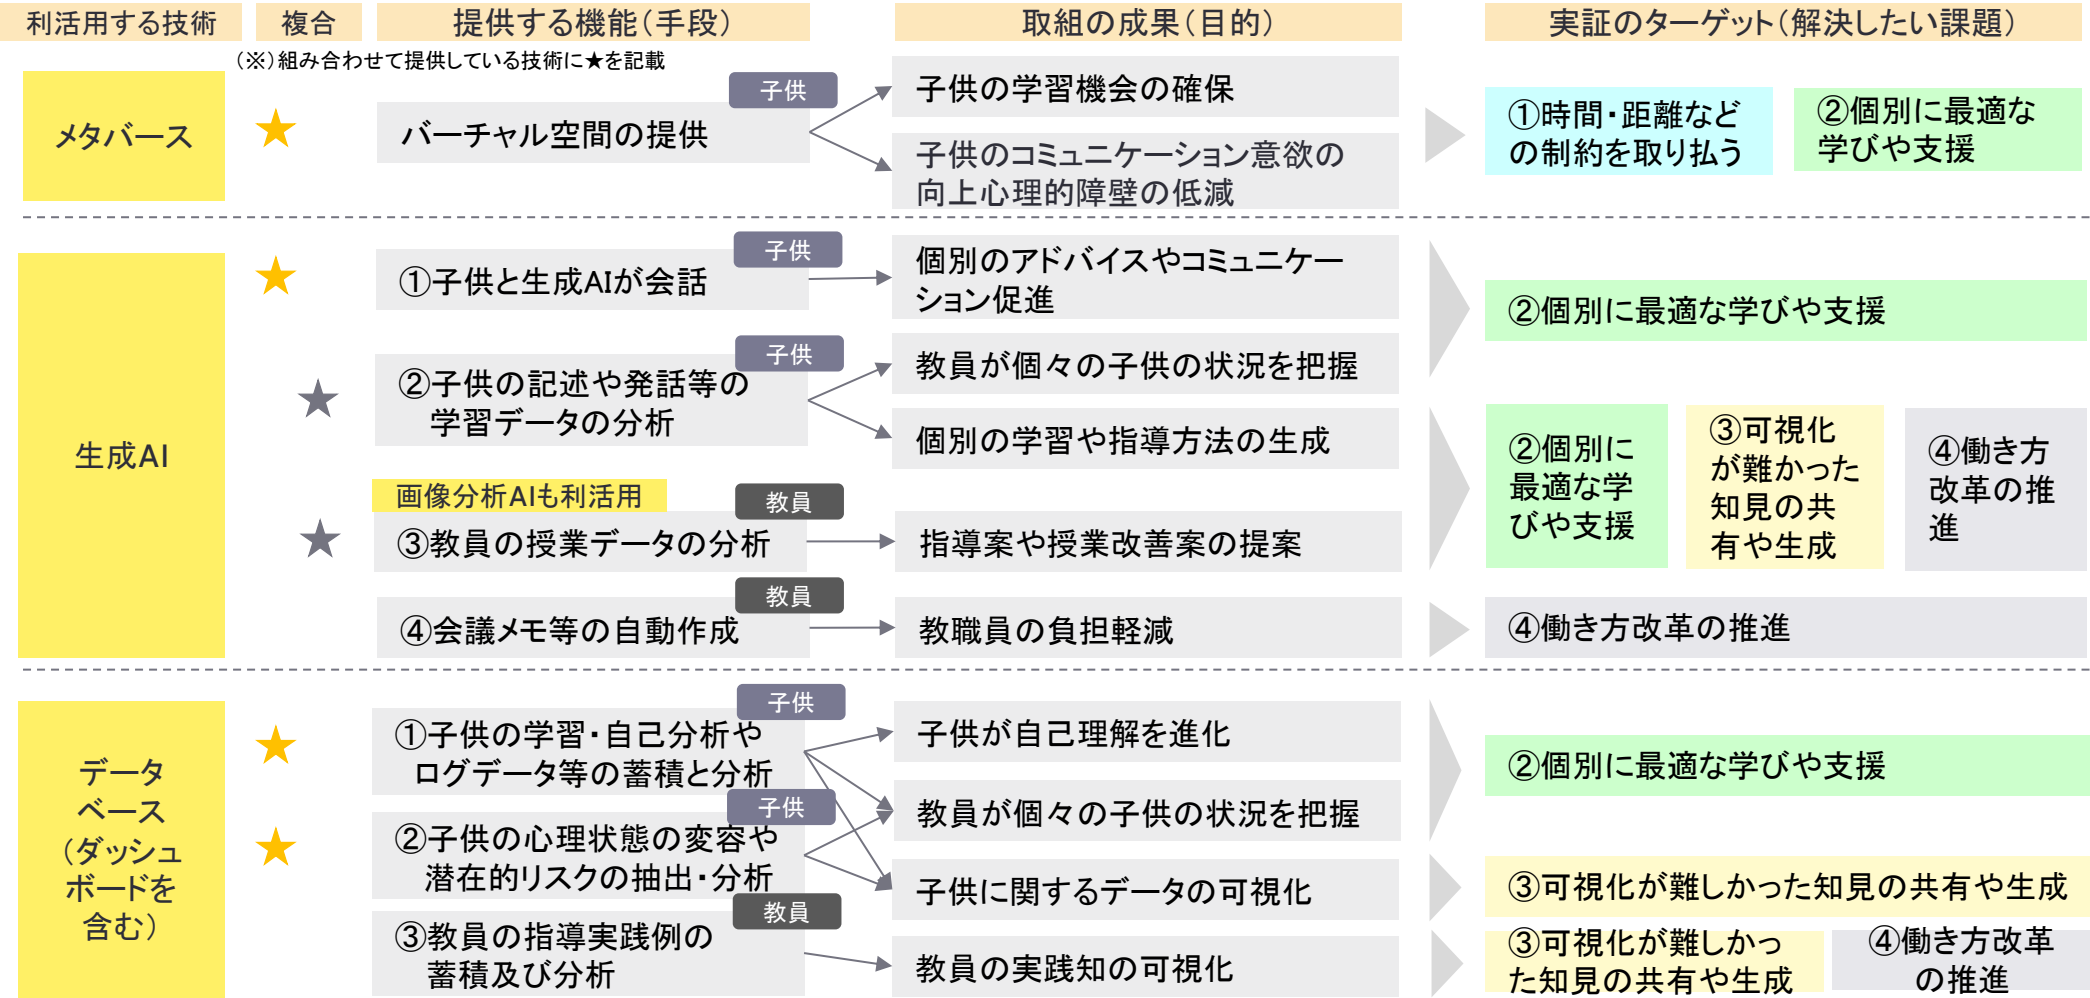 利活用する技術
複合
提供する機能（手段）
取組の成果（目的）
実証のターゲット（解決したい課題）
（※）組み合わせて提供している技術に★を記載
メタバース
★
子供
バーチャル空間の提供
子供の学習機会の確保
子供のコミュニケーション意欲の
向上心理的障壁の低減
①時間・距離など
の制約を取り払う
②個別に最適な
学びや支援
生成AI
★
子供
①子供と生成AIが会話
個別のアドバイスやコミュニケー
ション促進
②個別に最適な学びや支援
★
子供
②子供の記述や発話等の
学習データの分析
教員が個々の子供の状況を把握
個別の学習や指導方法の生成
②個別に
最適な学
びや支援
③可視化
が難かった
知見の共
有や生成
④働き方
改革の推
進
画像分析AIも利活用
★
教員
③教員の授業データの分析
指導案や授業改善案の提案
教員
④会議メモ等の自動作成
教職員の負担軽減
④働き方改革の推進
データ
ベース
（ダッシュ
ボードを
含む）
★
子供
①子供の学習・自己分析や
ログデータ等の蓄積と分析
子供が自己理解を進化
②個別に最適な学びや支援
★
子供
②子供の心理状態の変容や
潜在的リスクの抽出・分析
教員が個々の子供の状況を把握
子供に関するデータの可視化
③可視化が難しかった知見の共有や生成
教員
③教員の指導実践例の
蓄積及び分析
教員の実践知の可視化
③可視化が難しかっ
た知見の共有や生成
④働き方改革
の推進